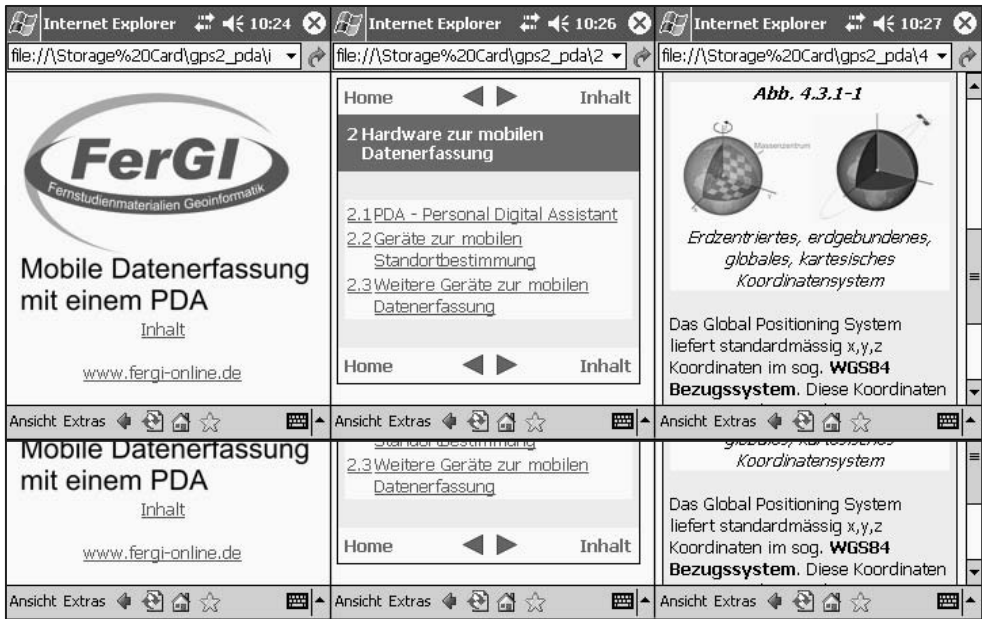 Internet Explorer 10:24
file://\Storage%20Card\gps2_pda\i
FerGI
Fernstudienmaterialien Geoinformatik
Mobile Datenerfassung
mit einem PDA
Inhalt
www.fergi-online.de
Ansicht Extras
Internet Explorer 10:26
file://\Storage%20Card\gps2_pda\2
Home Inhalt
2 Hardware zur mobilen
Datenerfassung
2.1 PDA - Personal Digital Assistant
2.2 Geräte zur mobilen
Standortbestimmung
2.3 Weitere Geräte zur mobilen
Datenerfassung
Home Inhalt
Ansicht Extras
Internet Explorer 10:27
file://\Storage%20Card\gps2_pda\4
Abb. 4.3.1-1
Massenzentrum
Erdzentriertes, erdgebundenes,
globales, kartesisches
Koordinatensystem
Das Global Positioning System
liefert standardmässig x,y,z
Koordinaten im sog. WGS84
Bezugssystem. Diese Koordinaten
Ansicht Extras
Mobile Datenerfassung
mit einem PDA
Inhalt
www.fergi-online.de
Ansicht Extras
Standortbestimmung
2.3 Weitere Geräte zur mobilen
Datenerfassung
Home Inhalt
Ansicht Extras
globales, kartesisches
Koordinatensystem
Das Global Positioning System
liefert standardmässig x,y,z
Koordinaten im sog. WGS84
Bezugssystem. Diese Koordinaten
Ansicht Extras